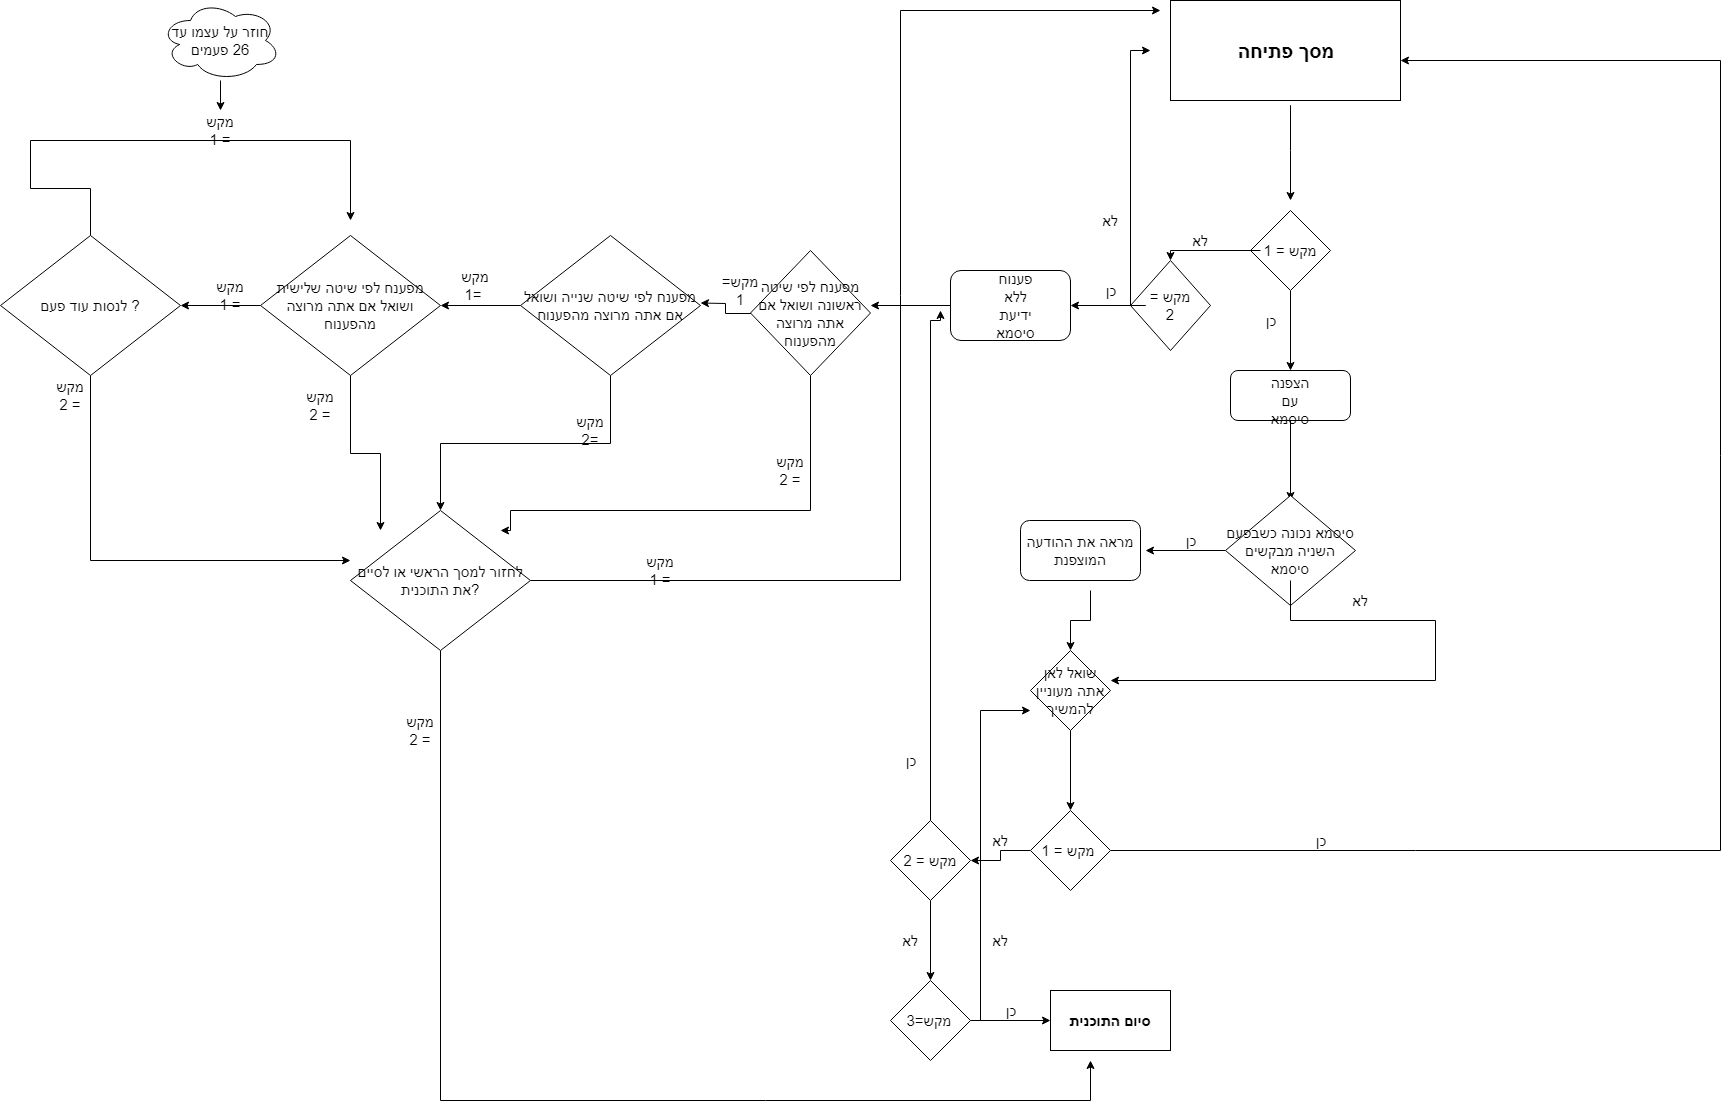 חוזר על עצמו עד
26 פעמים
מסך פתיחה
מקש
= 1
לא
לא
מקש = 1
מקש =
2
כן
כן
פענוח
ללא
ידיעת
סיסמא
מקש=
1
מפענח לפי שיטה
ראשונה ושואל אם
אתה מרוצה
מהפענוח
מקש
=1
מפענח לפי שיטה שנייה ושואל
אם אתה מרוצה מהפענוח
מקש
= 1
מפענח לפי שיטה שלישית
ושואל אם אתה מרוצה
מהפענוח
לנסות עוד פעם ?
מקש
= 2
מקש
= 2
מקש
=2
מקש
= 2
הצפנה
עם
סיסמא
סיסמא נכונה כשבפעם
השניה מבקשים
סיסמא
כן
מראה את ההודעה
המוצפנת
לא
לחזור למסך הראשי או לסיים
את התוכנית?
מקש
= 1
מקש
= 2
שואל לאן
אתה מעוניין
להמשיך
כן
מקש = 1
לא
כן
מקש = 2
לא
לא
מקש=3
כן
סיום התוכנית